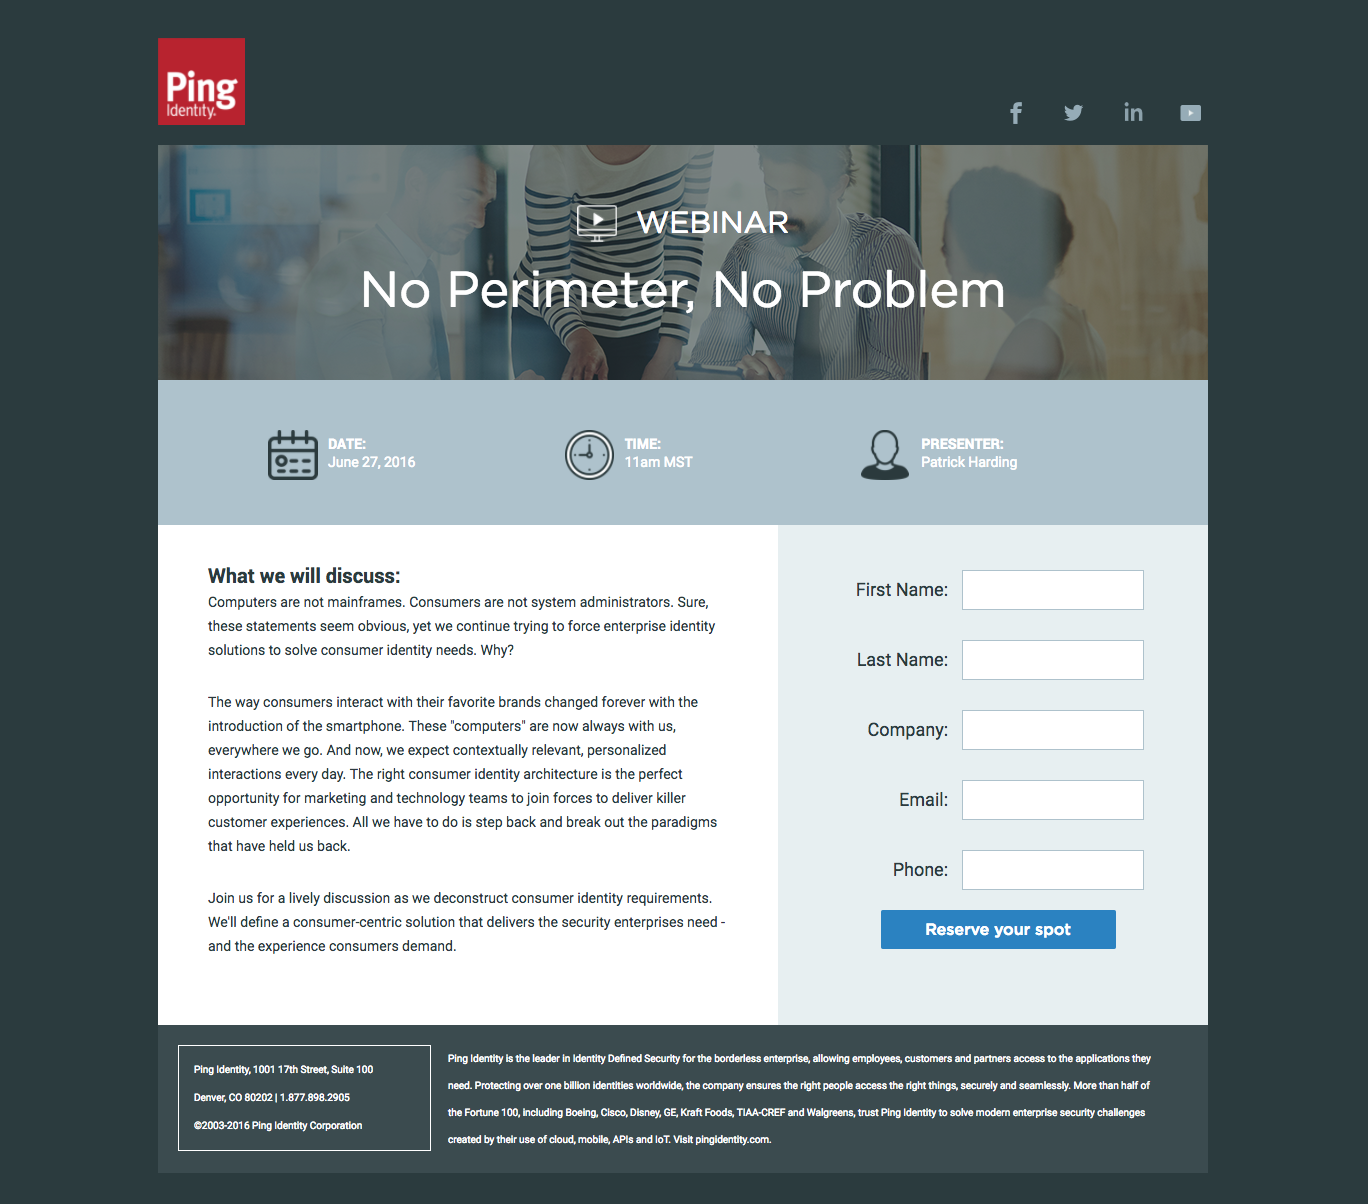 Ping
Identity.
WEBINAR
No Perimeter, No Problem
DATE:
June 27, 2016
TIME:
11am MST
PRESENTER:
Patrick Harding
What we will discuss:
Computers are not mainframes. Consumers are not system administrators. Sure,
these statements seem obvious, yet we continue trying to force enterprise identity
solutions to solve consumer identity needs. Why?
The way consumers interact with their favorite brands changed forever with the
introduction of the smartphone. These "computers" are now always with us,
everywhere we go. And now, we expect contextually relevant, personalized
interactions every day. The right consumer identity architecture is the perfect
opportunity for marketing and technology teams to join forces to deliver killer
customer experiences. All we have to do is step back and break out the paradigms
that have held us back.
Join us for a lively discussion as we deconstruct consumer identity requirements.
We'll define a consumer-centric solution that delivers the security enterprises need -
and the experience consumers demand.
First Name:
Last Name:
Company:
Email:
Phone:
Reserve your spot
Ping Identity, 1001 17th Street, Suite 100
Denver, CO 80202 | 1.877.898.2905
©2003-2016 Ping Identity Corporation
Ping Identity is the leader in Identity Defined Security for the borderless enterprise, allowing employees, customers and partners access to the applications they
need. Protecting over one billion identities worldwide, the company ensures the right people access the right things, securely and seamlessly. More than half of
the Fortune 100, including Boeing, Cisco, Disney, GE, Kraft Foods, TIAA-CREF and Walgreens, trust Ping Identity to solve modern enterprise security challenges
created by their use of cloud, mobile, APIs and IoT. Visit pingidentity.com.